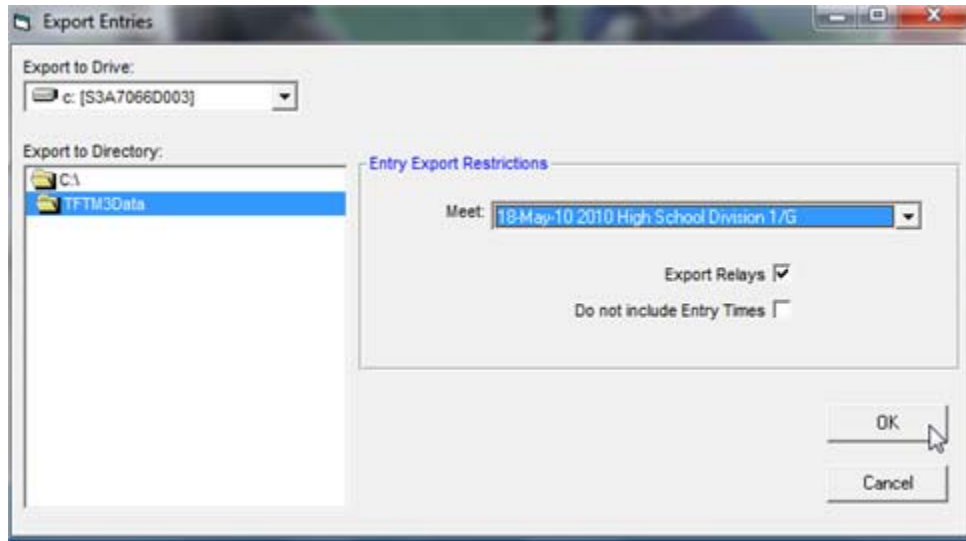 Export Entries
Export to Drive:
c: [S3A7066D003]
Export to Directory:
C:\
TFTM3Data
Entry Export Restrictions
Meet: 18-May-10 2010 High School Division 1/G
Export Relays
Do not include Entry Times
OK
Cancel